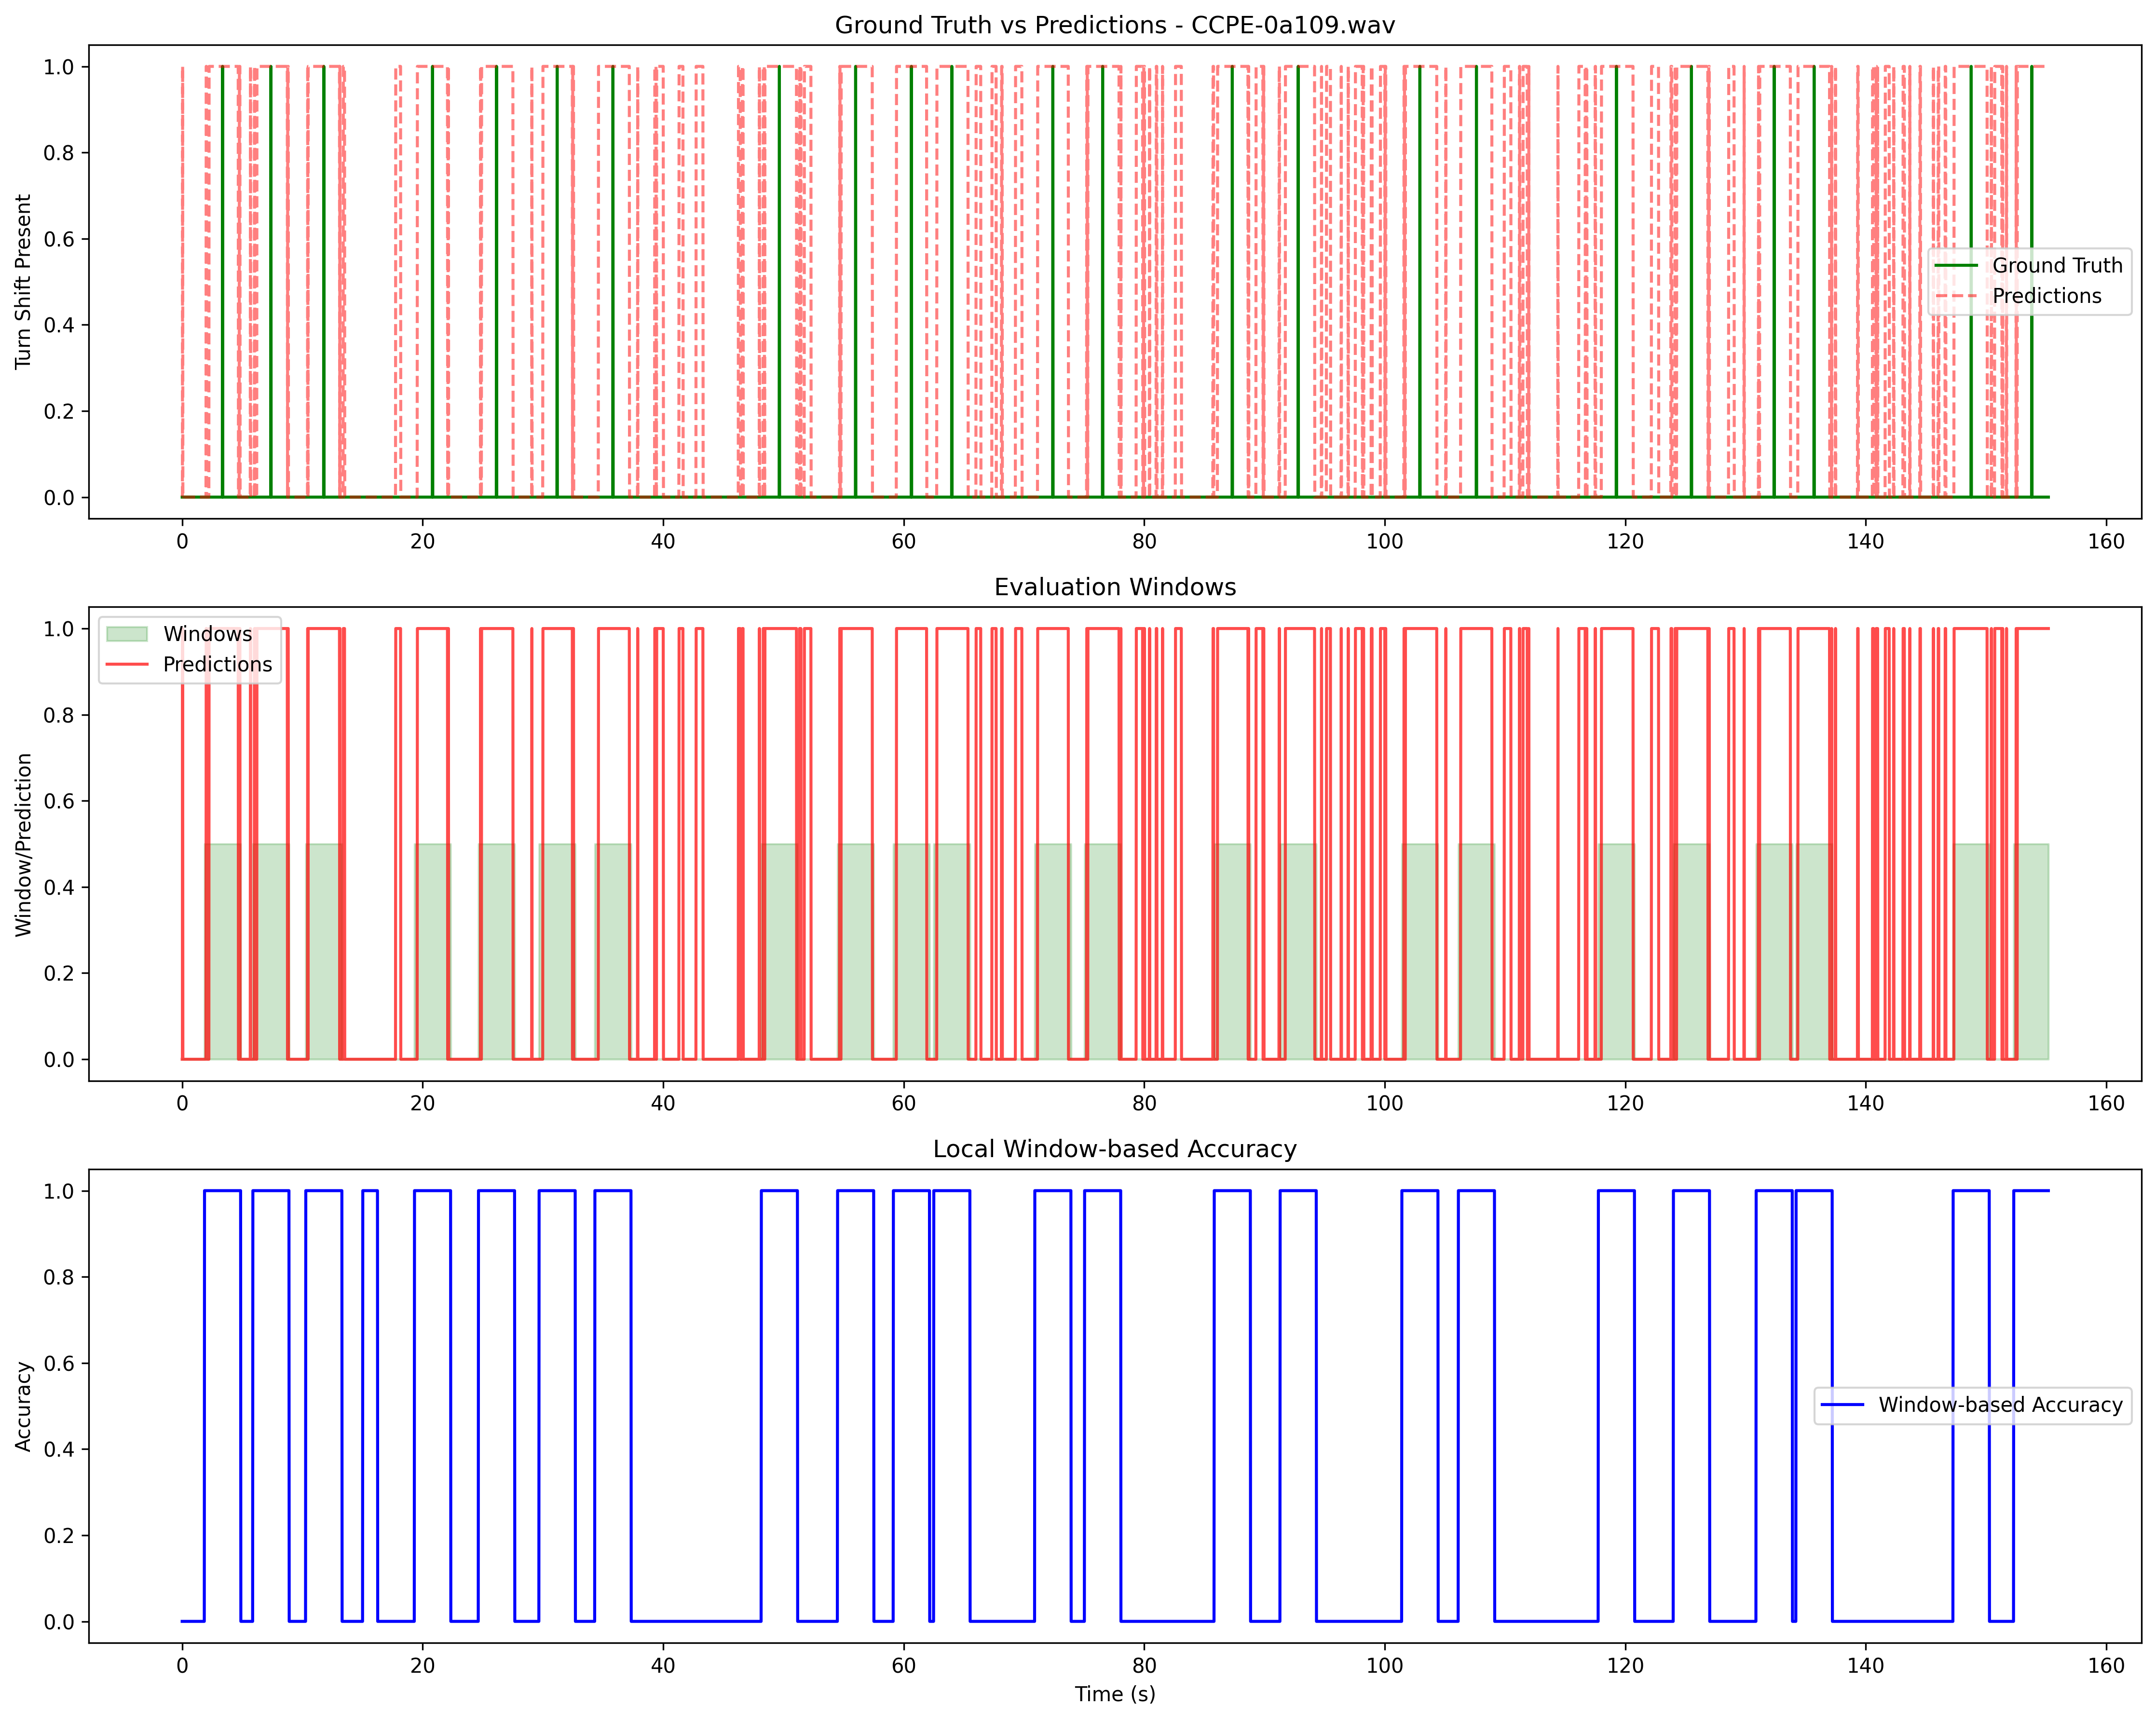 Ground Truth vs Predictions - CCPE-0a109.wav
1.0
0.8
0.6
0.4
0.2
0.0
Turn Shift Present
Ground Truth
Predictions
0 20 40 60 80 100 120 140 160
Evaluation Windows
1.0
0.8
0.6
0.4
0.2
0.0
Window/Prediction
Windows
Predictions
0 20 40 60 80 100 120 140 160
Local Window-based Accuracy
1.0
0.8
0.6
0.4
0.2
0.0
Accuracy
Window-based Accuracy
0 20 40 60 80 100 120 140 160
Time (s)